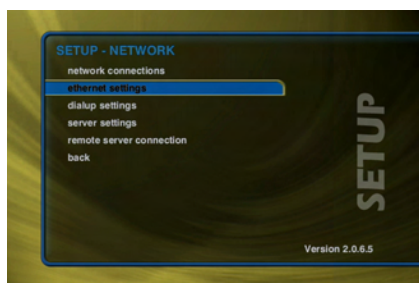 SETUP - NETWORK
network connections
ethernet settings
dialup settings
server settings
remote server connection
back
SETUP
Version 2.0.6.5